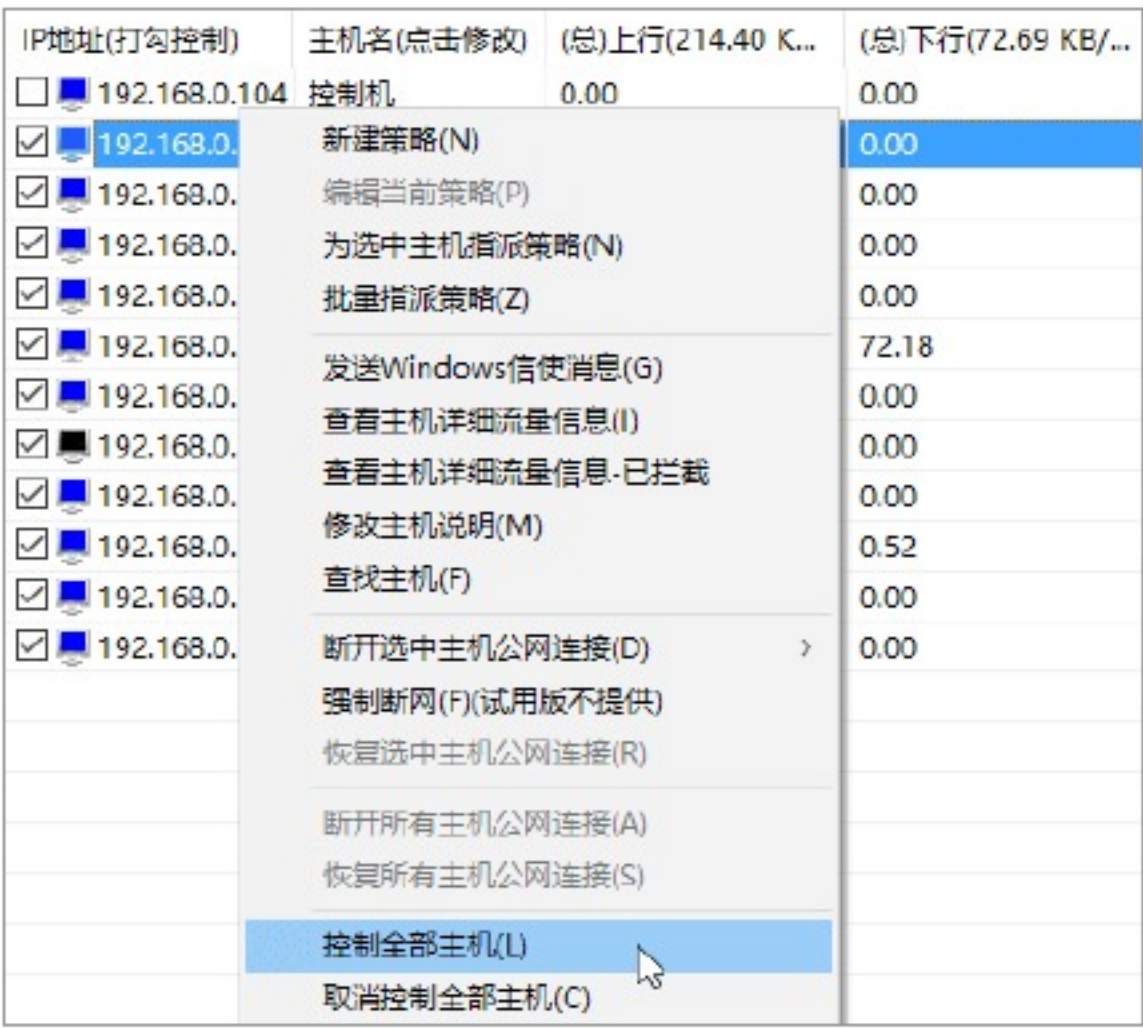 IP地址(打勾控制) 主机名(点击修改) (总)上行(214.40 K... (总)下行(72.69 KB/...
192.168.0.104 控制机 0.00 0.00
192.168.0. 0.00
192.168.0. 0.00
192.168.0. 0.00
192.168.0. 0.00
192.168.0. 72.18
192.168.0. 0.00
192.168.0. 0.00
192.168.0. 0.00
192.168.0. 0.52
192.168.0. 0.00
192.168.0. 0.00
新建策略(N)
编辑当前策略(P)
为选中主机指派策略(N)
批量指派策略(Z)
发送Windows信使消息(G)
查看主机详细流量信息(I)
查看主机详细流量信息-已拦截
修改主机说明(M)
查找主机(F)
断开选中主机公网连接(D)
强制断网(F)(试用版不提供)
恢复选中主机公网连接(R)
断开所有主机公网连接(A)
恢复所有主机公网连接(S)
控制全部主机(L)
取消控制全部主机(C)